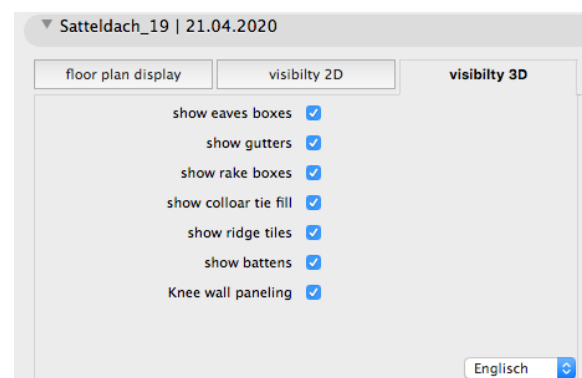 Satteldach_19 | 21.04.2020
floor plan display visibilty 2D visibilty 3D
show eaves boxes
show gutters
show rake boxes
show colloar tie fill
show ridge tiles
show battens
Knee wall paneling
Englisch